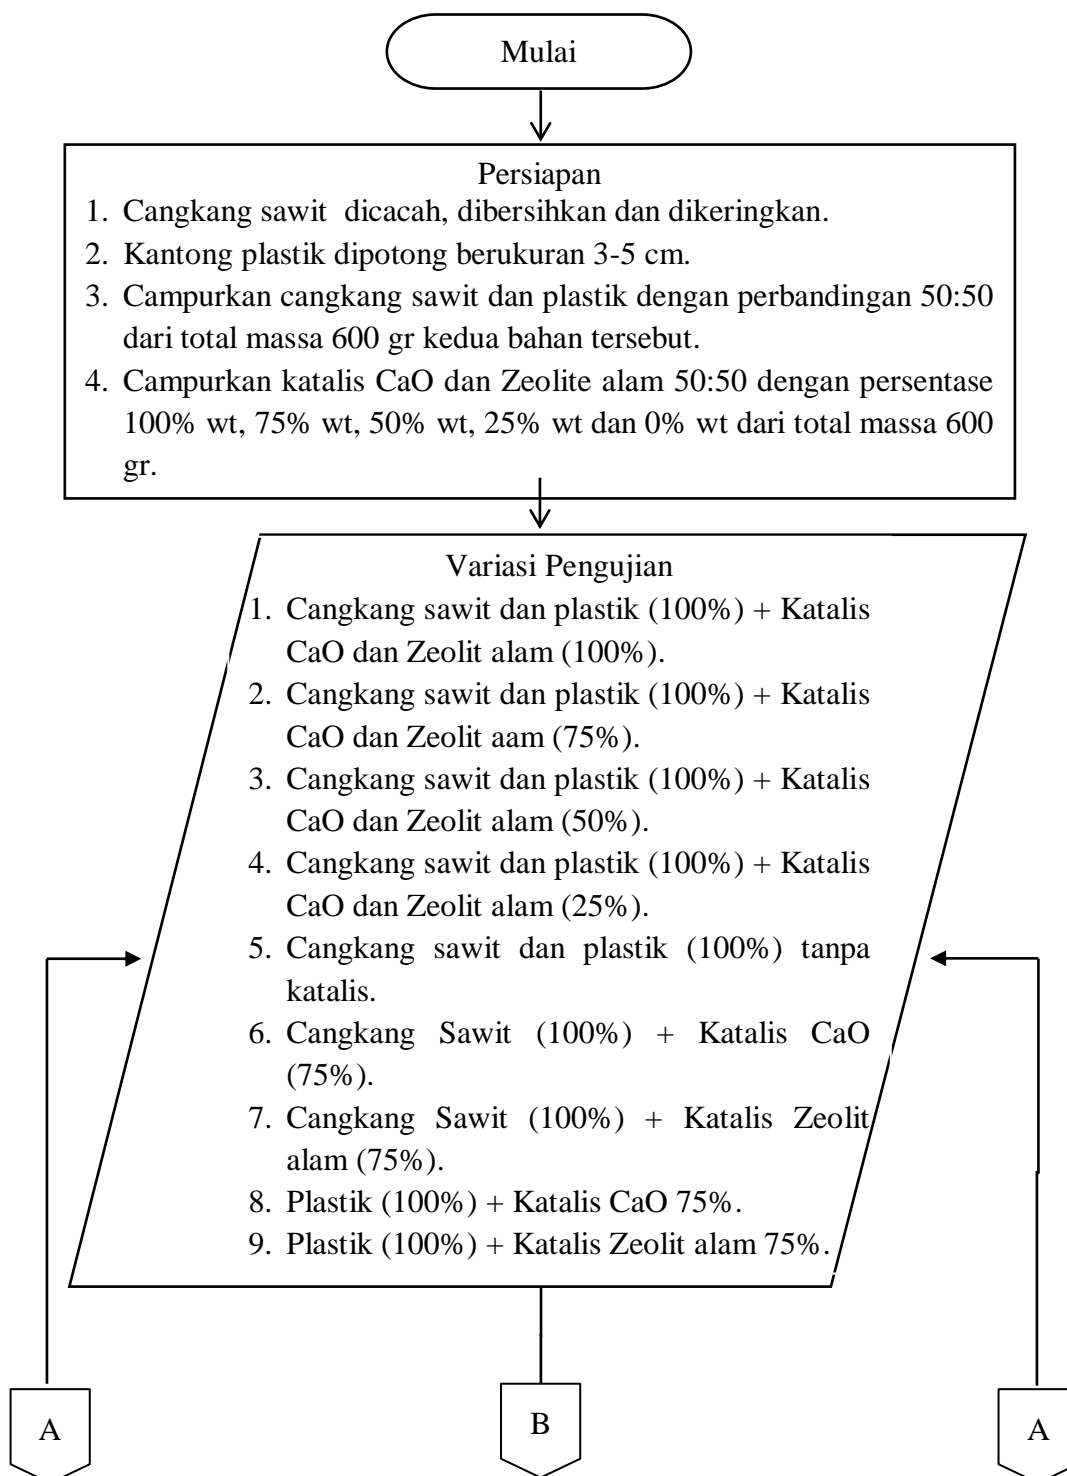 Mulai
Persiapan
1. Cangkang sawit dicacah, dibersihkan dan dikeringkan.
2. Kantong plastik dipotong berukuran 3-5 cm.
3. Campurkan cangkang sawit dan plastik dengan perbandingan 50:50
dari total massa 600 gr kedua bahan tersebut.
4. Campurkan katalis CaO dan Zeolite alam 50:50 dengan persentase
100% wt, 75% wt, 50% wt, 25% wt dan 0% wt dari total massa 600
gr.
Variasi Pengujian
1. Cangkang sawit dan plastik (100%) + Katalis
CaO dan Zeolit alam (100%).
2. Cangkang sawit dan plastik (100%) + Katalis
CaO dan Zeolit aam (75%).
3. Cangkang sawit dan plastik (100%) + Katalis
CaO dan Zeolit alam (50%).
4. Cangkang sawit dan plastik (100%) + Katalis
CaO dan Zeolit alam (25%).
5. Cangkang sawit dan plastik (100%) tanpa
katalis.
6. Cangkang Sawit (100%) + Katalis CaO
(75%).
7. Cangkang Sawit (100%) + Katalis Zeolit
alam (75%).
8. Plastik (100%) + Katalis CaO 75%.
9. Plastik (100%) + Katalis Zeolit alam 75%.
A
B
A